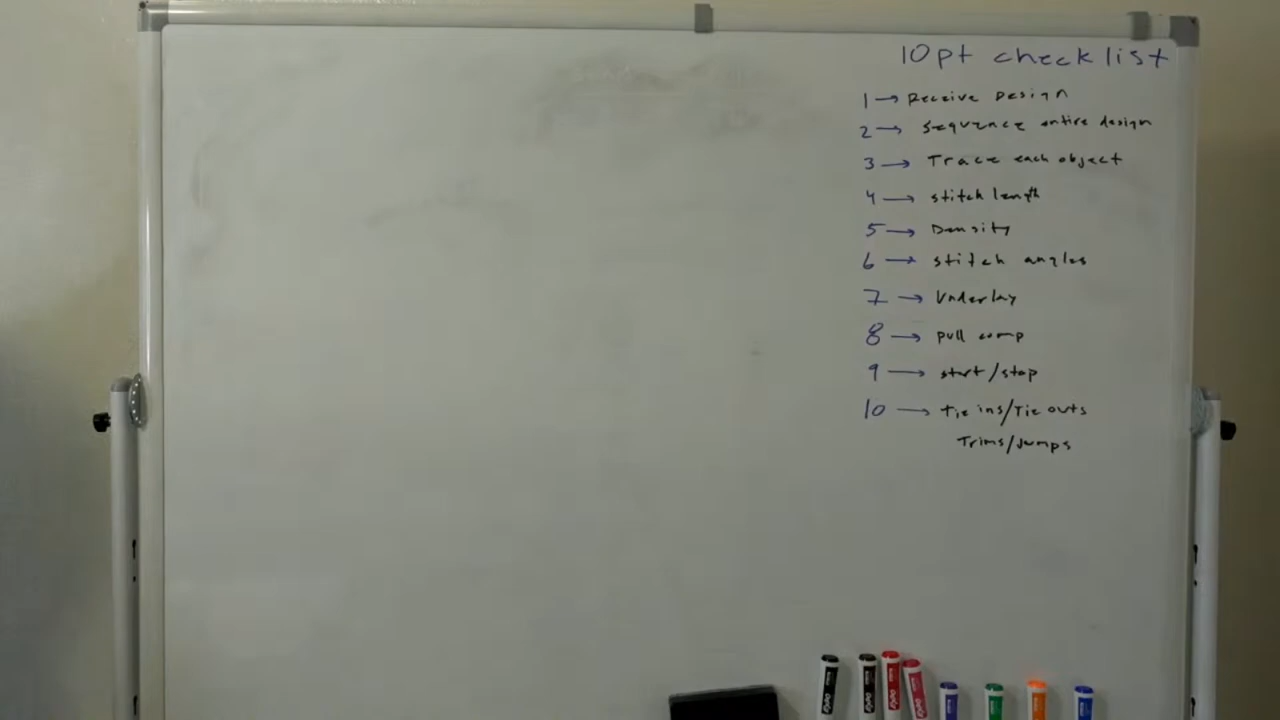 10pt checklist
1 → Receive Design
2 → Sequence entire design
3 → Trace each object
4 → stitch length
5 → Density
6 → stitch angles
7 → Underlay
8 → pull comp
9 → start/stop
10 → tie ins/Tie outs
Trims/Jumps